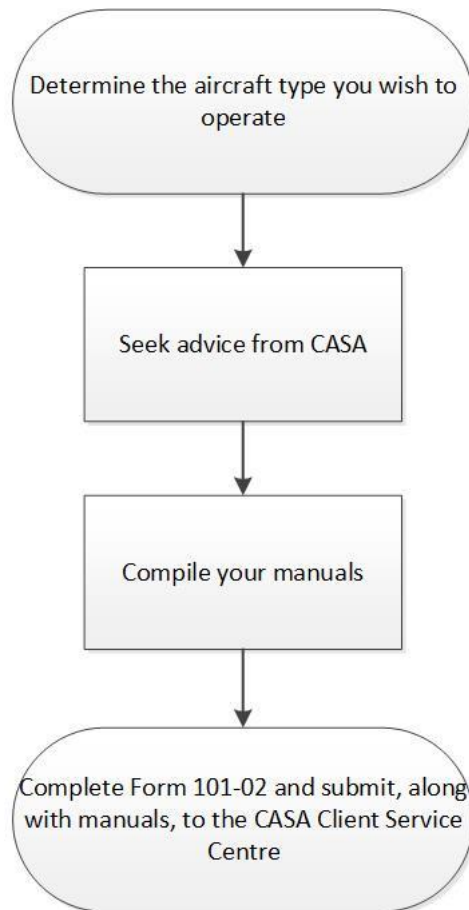 Determine the aircraft type you wish to
operate
Seek advice from CASA
Compile your manuals
Complete Form 101-02 and submit, along
with manuals, to the CASA Client Service
Centre